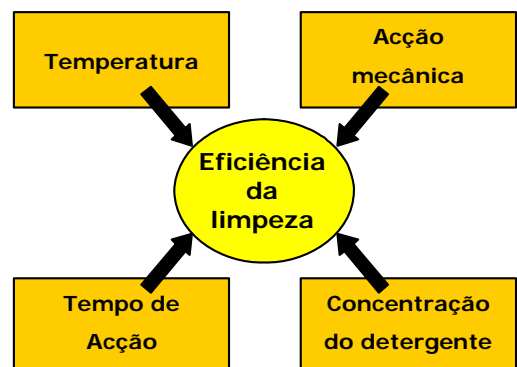 Temperatura
Acção
mecânica
Eficiência
da
limpeza
Tempo de
Acção
Concentração
do detergente